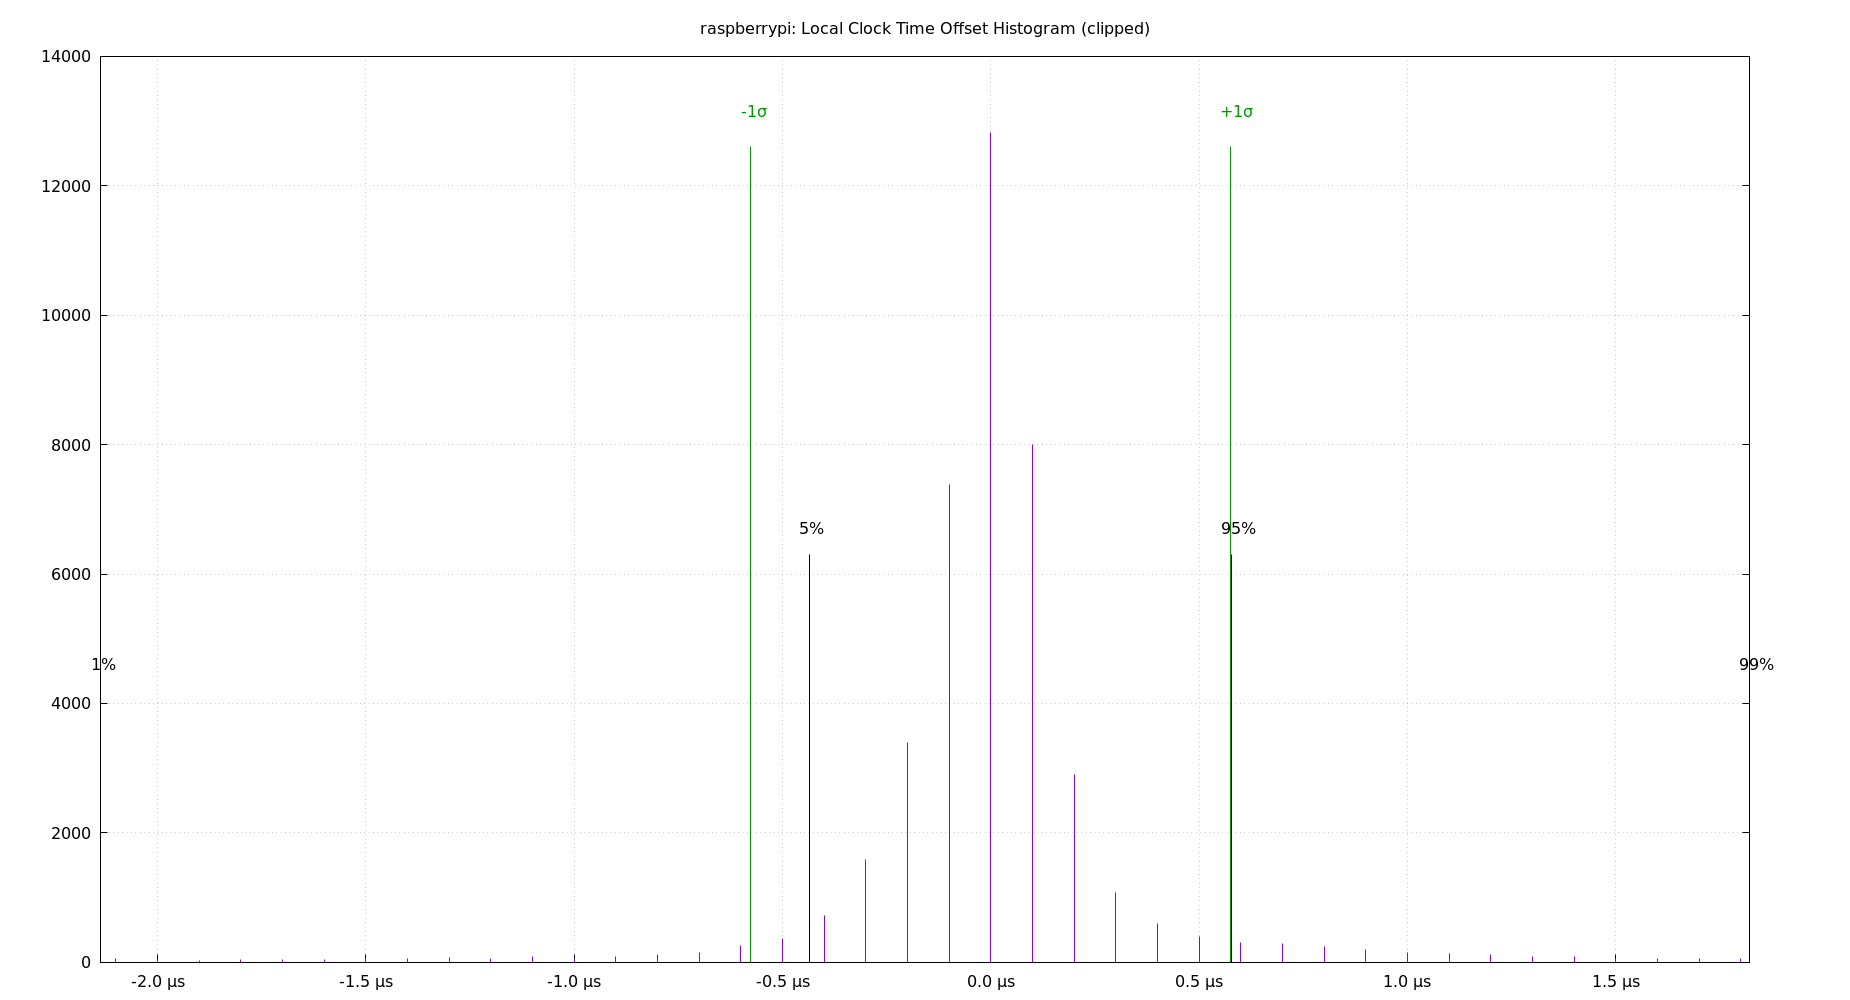 raspberrypi: Local Clock Time Offset Histogram (clipped)
14000
-1σ
+1σ
12000
10000
8000
5%
95%
6000
1%
99%
4000
2000
0
-2.0 µs
-1.5 µs
-1.0 µs
-0.5 µs
0.0 µs
0.5 µs
1.0 µs
1.5 µs